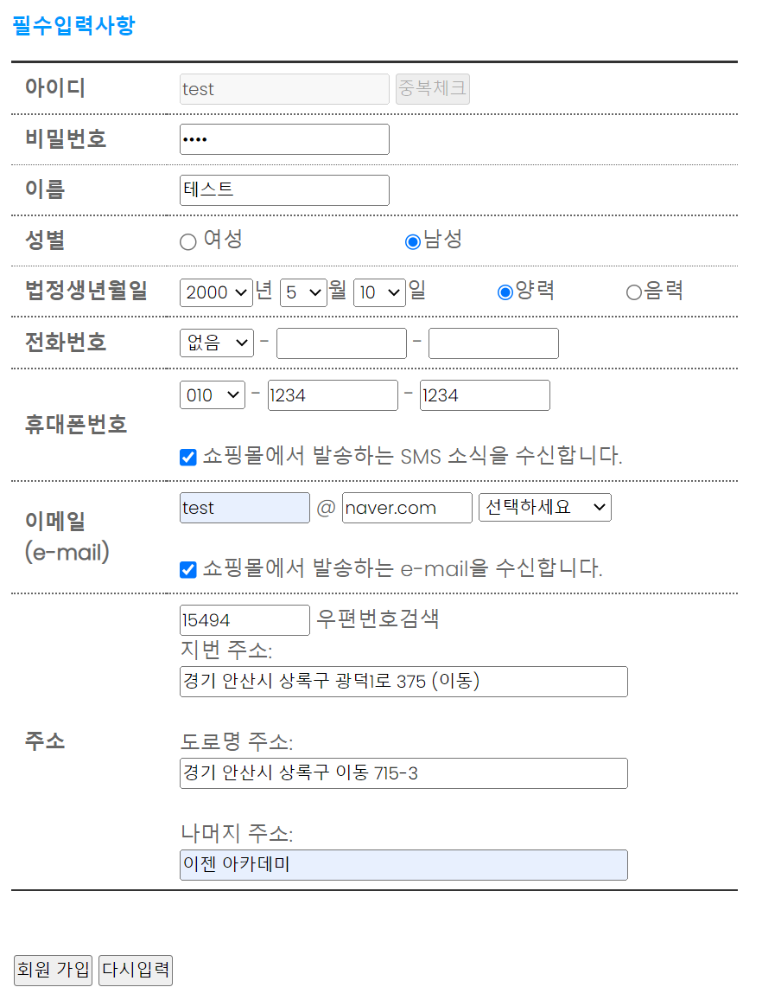 필수입력사항
아이디 test 중복체크
비밀번호 ••••
이름 테스트
성별 여성 남성
법정생년월일 2000 년 5 월 10 일 양력 음력
전화번호 없음 - -
휴대폰번호 010 - 1234 - 1234
쇼핑몰에서 발송하는 SMS 소식을 수신합니다.
이메일 (e-mail) test @ naver.com 선택하세요
쇼핑몰에서 발송하는 e-mail을 수신합니다.
주소 15494 우편번호검색
지번 주소:
경기 안산시 상록구 광덕1로 375 (이동)
도로명 주소:
경기 안산시 상록구 이동 715-3
나머지 주소:
이젠 아카데미
회원 가입 다시입력